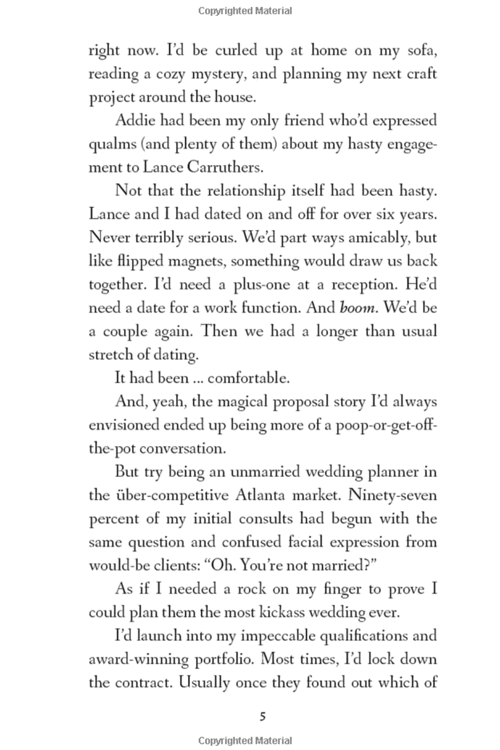 Copyrighted Material
right now. I’d be curled up at home on my sofa,
reading a cozy mystery, and planning my next craft
project around the house.
Addie had been my only friend who’d expressed
qualms (and plenty of them) about my hasty engage-
ment to Lance Carruthers.
Not that the relationship itself had been hasty.
Lance and I had dated on and off for over six years.
Never terribly serious. We’d part ways amicably, but
like flipped magnets, something would draw us back
together. I’d need a plus-one at a reception. He’d
need a date for a work function. And boom. We’d be
a couple again. Then we had a longer than usual
stretch of dating.
It had been ... comfortable.
And, yeah, the magical proposal story I’d always
envisioned ended up being more of a poop-or-get-off-
the-pot conversation.
But try being an unmarried wedding planner in
the über-competitive Atlanta market. Ninety-seven
percent of my initial consults had begun with the
same question and confused facial expression from
would-be clients: “Oh. You’re not married?”
As if I needed a rock on my finger to prove I
could plan them the most kickass wedding ever.
I’d launch into my impeccable qualifications and
award-winning portfolio. Most times, I’d lock down
the contract. Usually once they found out which of
5
Copyrighted Material